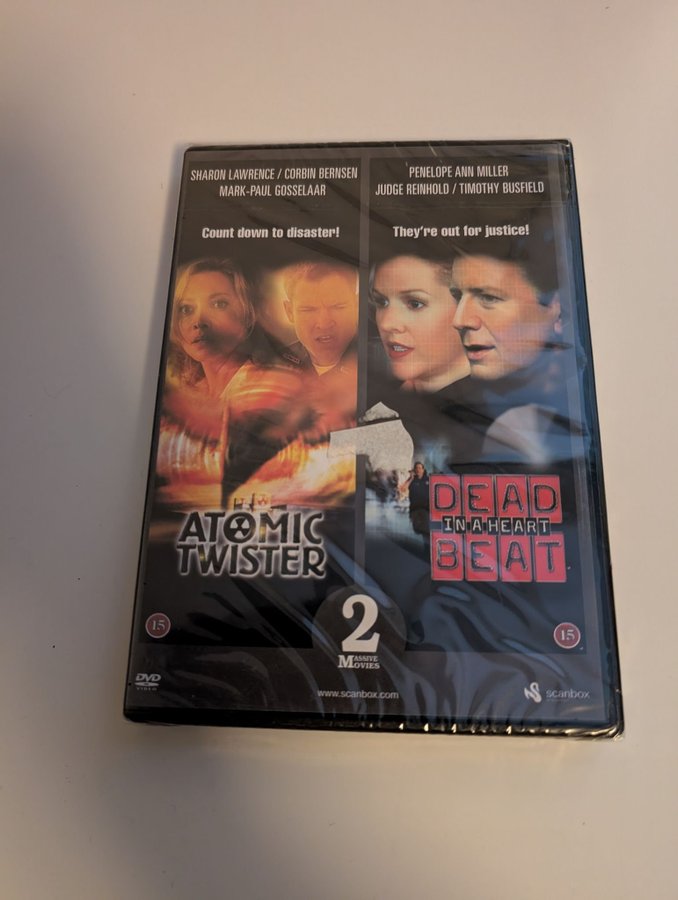 SHARON LAWRENCE / CORBIN BERNSEN
MARK-PAUL GOSSELAAR
Count down to disaster!
ATOMIC
TWISTER
15
PENELOPE ANN MILLER
JUDGE REINHOLD / TIMOTHY BUSFIELD
They're out for justice!
DEAD
IN A HEART
BEAT
15
2
MASSIVE
MOVIES
DVD
VIDEO
www.scanbox.com
scanbox